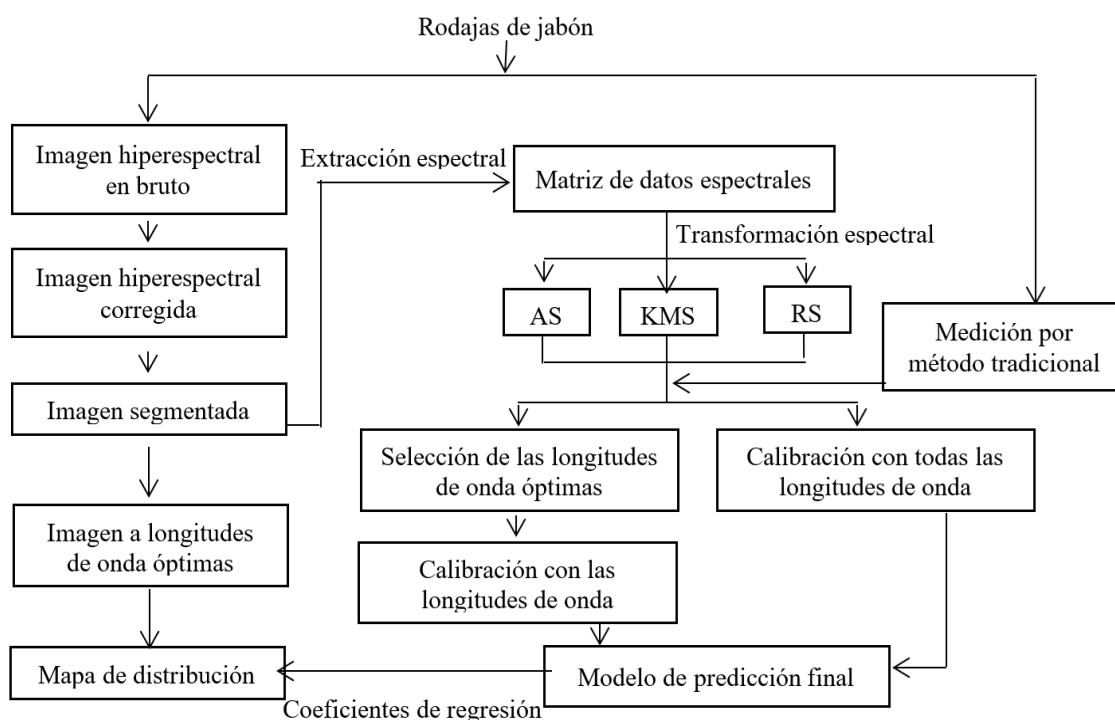 Rodajas de jabón
Imagen hiperespectral
en bruto
Extracción espectral
Matriz de datos espectrales
Transformación espectral
Imagen hiperespectral
corregida
AS
KMS
RS
Medición por
método tradicional
Imagen segmentada
Selección de las longitudes
de onda óptimas
Calibración con todas las
longitudes de onda
Imagen a longitudes
de onda óptimas
Calibración con las
longitudes de onda
Mapa de distribución
Modelo de predicción final
Coeficientes de regresión